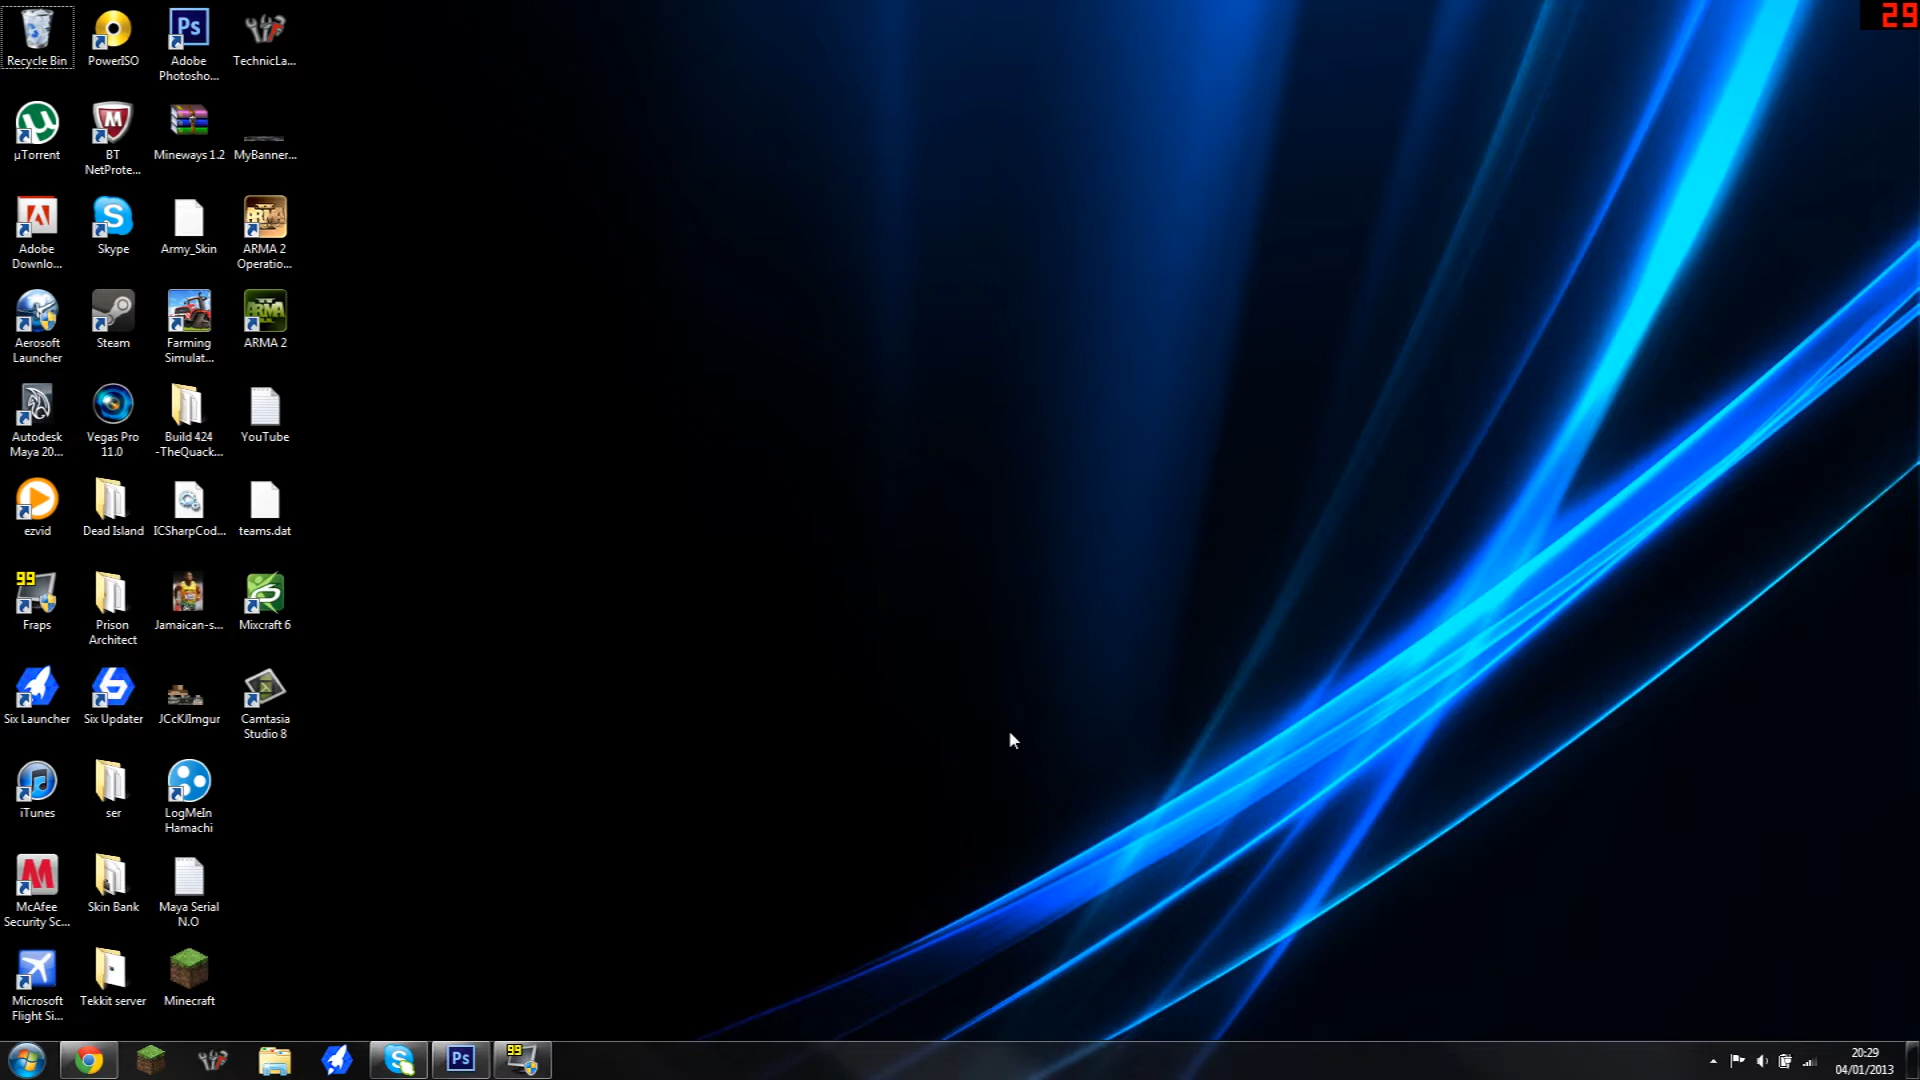 29
Recycle Bin
PowerISO
Ps
Adobe
Photosho...
TechnicLa...
µTorrent
BT
NetProte...
Mineways 1.2
MyBanner...
Adobe
Downlo...
Skype
Army_Skin
ARMA 2
Operatio...
Aerosoft
Launcher
Steam
Farming
Simulat...
ARMA 2
Autodesk
Maya 20...
Vegas Pro
11.0
Build 424
-TheQuack...
YouTube
ezvid
Dead Island
ICSharpCod...
teams.dat
99
Fraps
Prison
Architect
Jamaican-s...
Mixcraft 6
Six Launcher
Six Updater
JCcKJImgur
Camtasia
Studio 8
iTunes
ser
LogMeIn
Hamachi
McAfee
Security Sc...
Skin Bank
Maya Serial
N.O
Microsoft
Flight Si...
Tekkit server
Minecraft
Ps
99
20:29
04/01/2013